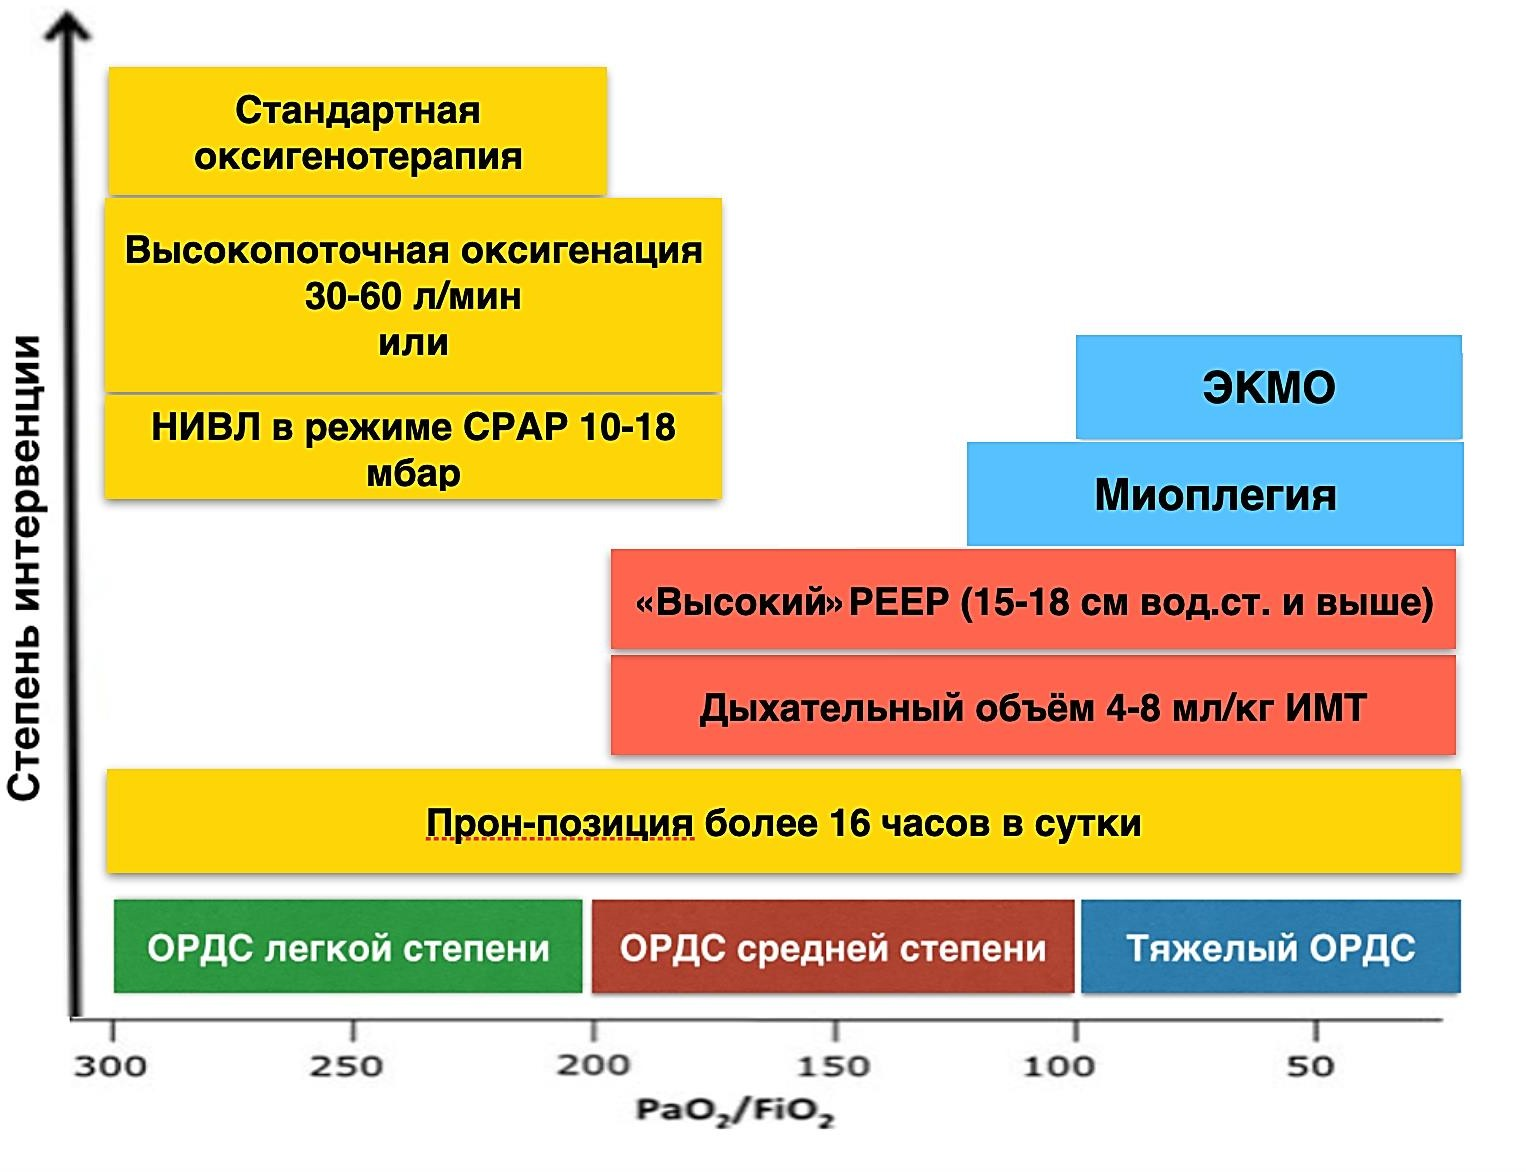 Стандартная
оксигенотерапия
Высокопоточная оксигенация
30-60 л/мин
или
НИВЛ в режиме CPAP 10-18
мбар
ЭКМО
Миоплегия
«Высокий» PEEP (15-18 см вод.ст. и выше)
Дыхательный объём 4-8 мл/кг ИМТ
Прон-позиция более 16 часов в сутки
ОРДС легкой степени
ОРДС средней степени
Тяжелый ОРДС
300 250 200 150 100 50
PaO₂/FiO₂
Степень интервенции